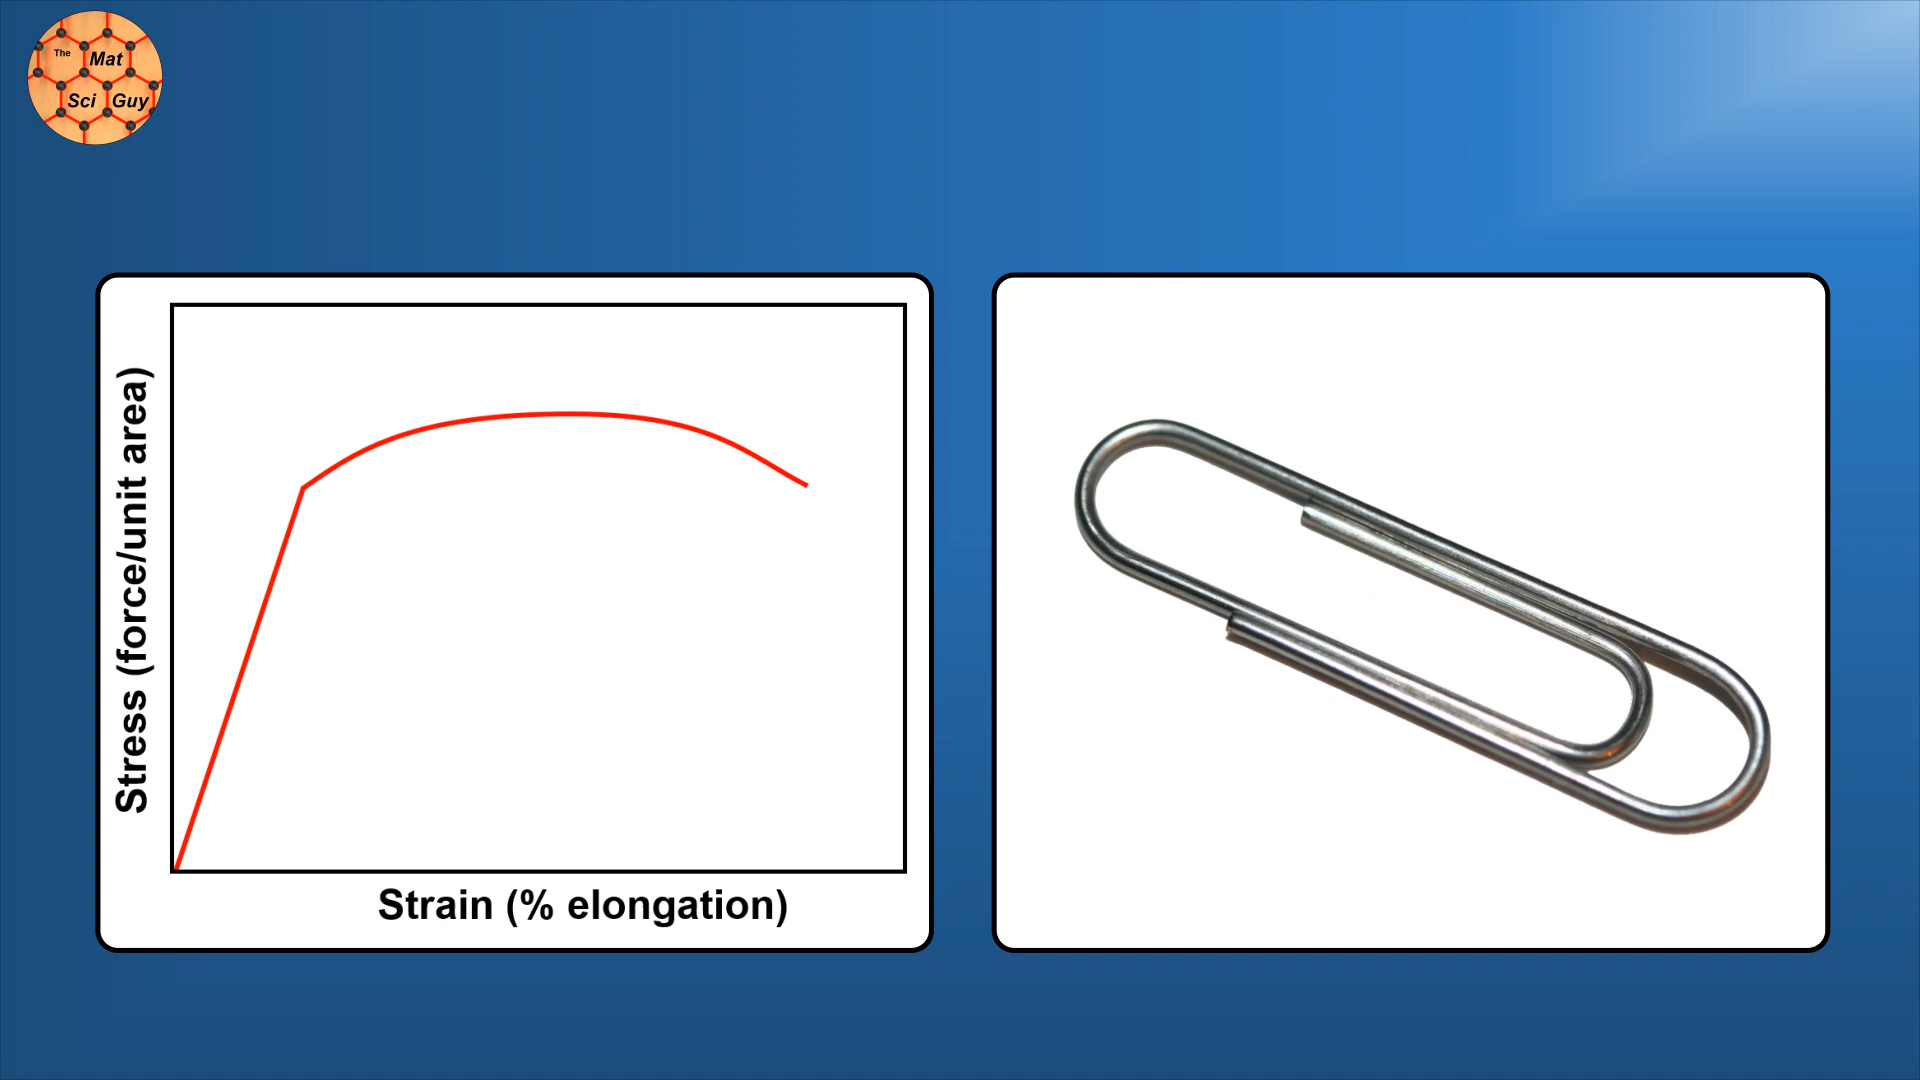 The
Mat
Sci Guy
Stress (force/unit area)
Strain (% elongation)